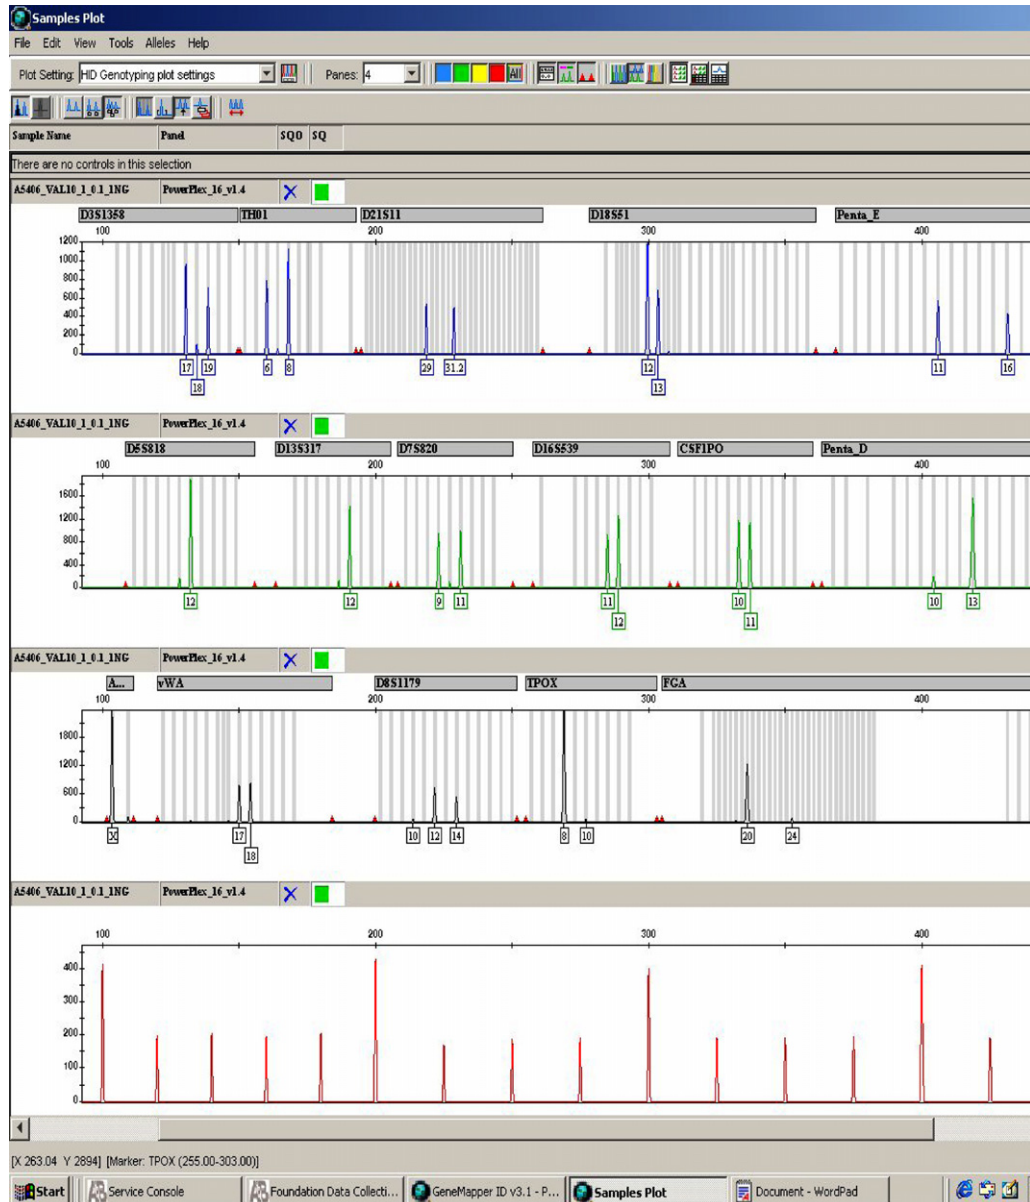 Samples Plot
File Edit View Tools Alleles Help
Plot Setting: HID Genotyping plot settings Panes: 4 All
Sample Name Panel SQO SQ
There are no controls in this selection
A5406_VAL10_1_0.1_1NG PowerPlex_16_v1.4
D3S1358 TH01 D21S11 D18S51 Penta_E
100 200 300 400
1200
1000
800
600
400
200
0
17 19 6 8 29 31.2 12 11 16
18 13
A5406_VAL10_1_0.1_1NG PowerPlex_16_v1.4
D5S818 D13S317 D7S820 D16S539 CSF1PO Penta_D
100 200 300 400
1600
1200
800
400
0
12 12 9 11 11 10 10 13
12 11
A5406_VAL10_1_0.1_1NG PowerPlex_16_v1.4
A... vWA D8S1179 TPOX FGA
100 200 300 400
1800
1200
600
0
X 17 10 12 14 8 10 20 24
18
A5406_VAL10_1_0.1_1NG PowerPlex_16_v1.4
100 200 300 400
400
300
200
100
0
[X 263.04 Y 2894] [Marker: TPOX (255.00-303.00)]
Start Service Console Foundation Data Collecti... GeneMapper ID v3.1 - P... Samples Plot Document - WordPad